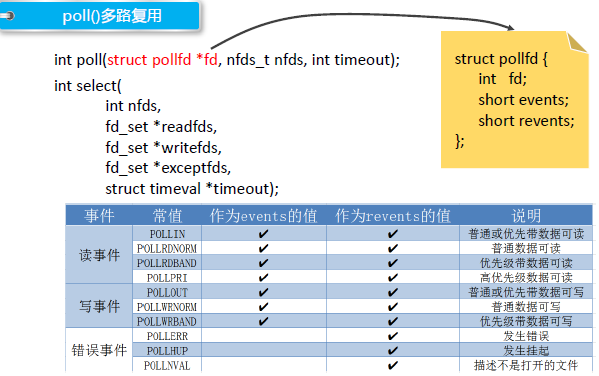 poll()多路复用
int poll(struct pollfd *fd, nfds_t nfds, int timeout);
int select(
int nfds,
fd_set *readfds,
fd_set *writefds,
fd_set *exceptfds,
struct timeval *timeout);
struct pollfd {
int fd;
short events;
short revents;
};
事件 常值 作为events的值 作为revents的值 说明
读事件
POLLIN ✔ ✔ 普通或优先带数据可读
POLLRDNORM ✔ ✔ 普通数据可读
POLLRDBAND ✔ ✔ 优先级带数据可读
POLLPRI ✔ ✔ 高优先级数据可读
写事件
POLLOUT ✔ ✔ 普通或优先带数据可写
POLLWRNORM ✔ ✔ 普通数据可写
POLLWRBAND ✔ ✔ 优先级带数据可写
错误事件
POLLERR ✔ 发生错误
POLLHUP ✔ 发生挂起
POLLNVAL ✔ 描述不是打开的文件